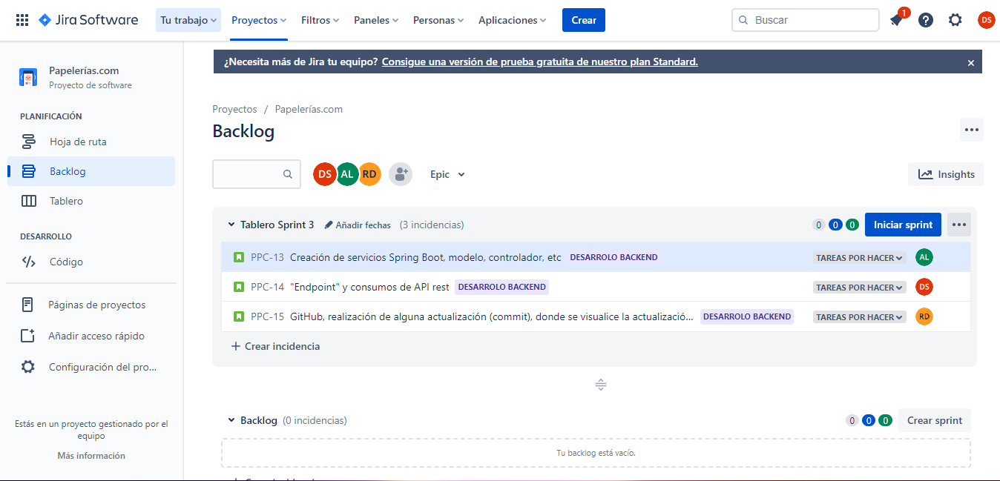 Jira Software Tu trabajo Proyectos Filtros Paneles Personas Aplicaciones Crear Buscar 1 DS
Papelerías.com
Proyecto de software
PLANIFICACIÓN
Hoja de ruta
Backlog
Tablero
DESARROLLO
Código
Páginas de proyectos
Añadir acceso rápido
Configuración del pro...
Estás en un proyecto gestionado por el
equipo
Más información
¿Necesita más de Jira tu equipo? Consigue una versión de prueba gratuita de nuestro plan Standard.
Proyectos / Papelerías.com
Backlog
DS AL RD Epic Insights
Tablero Sprint 3 Añadir fechas (3 incidencias) 0 0 0 Iniciar sprint
PPC-13 Creación de servicios Spring Boot, modelo, controlador, etc DESARROLO BACKEND TAREAS POR HACER AL
PPC-14 "Endpoint" y consumos de API rest DESARROLO BACKEND TAREAS POR HACER DS
PPC-15 GitHub, realización de alguna actualización (commit), donde se visualice la actualizació... DESARROLO BACKEND TAREAS POR HACER RD
+ Crear incidencia
Backlog (0 incidencias) 0 0 0 Crear sprint
Tu backlog está vacío.